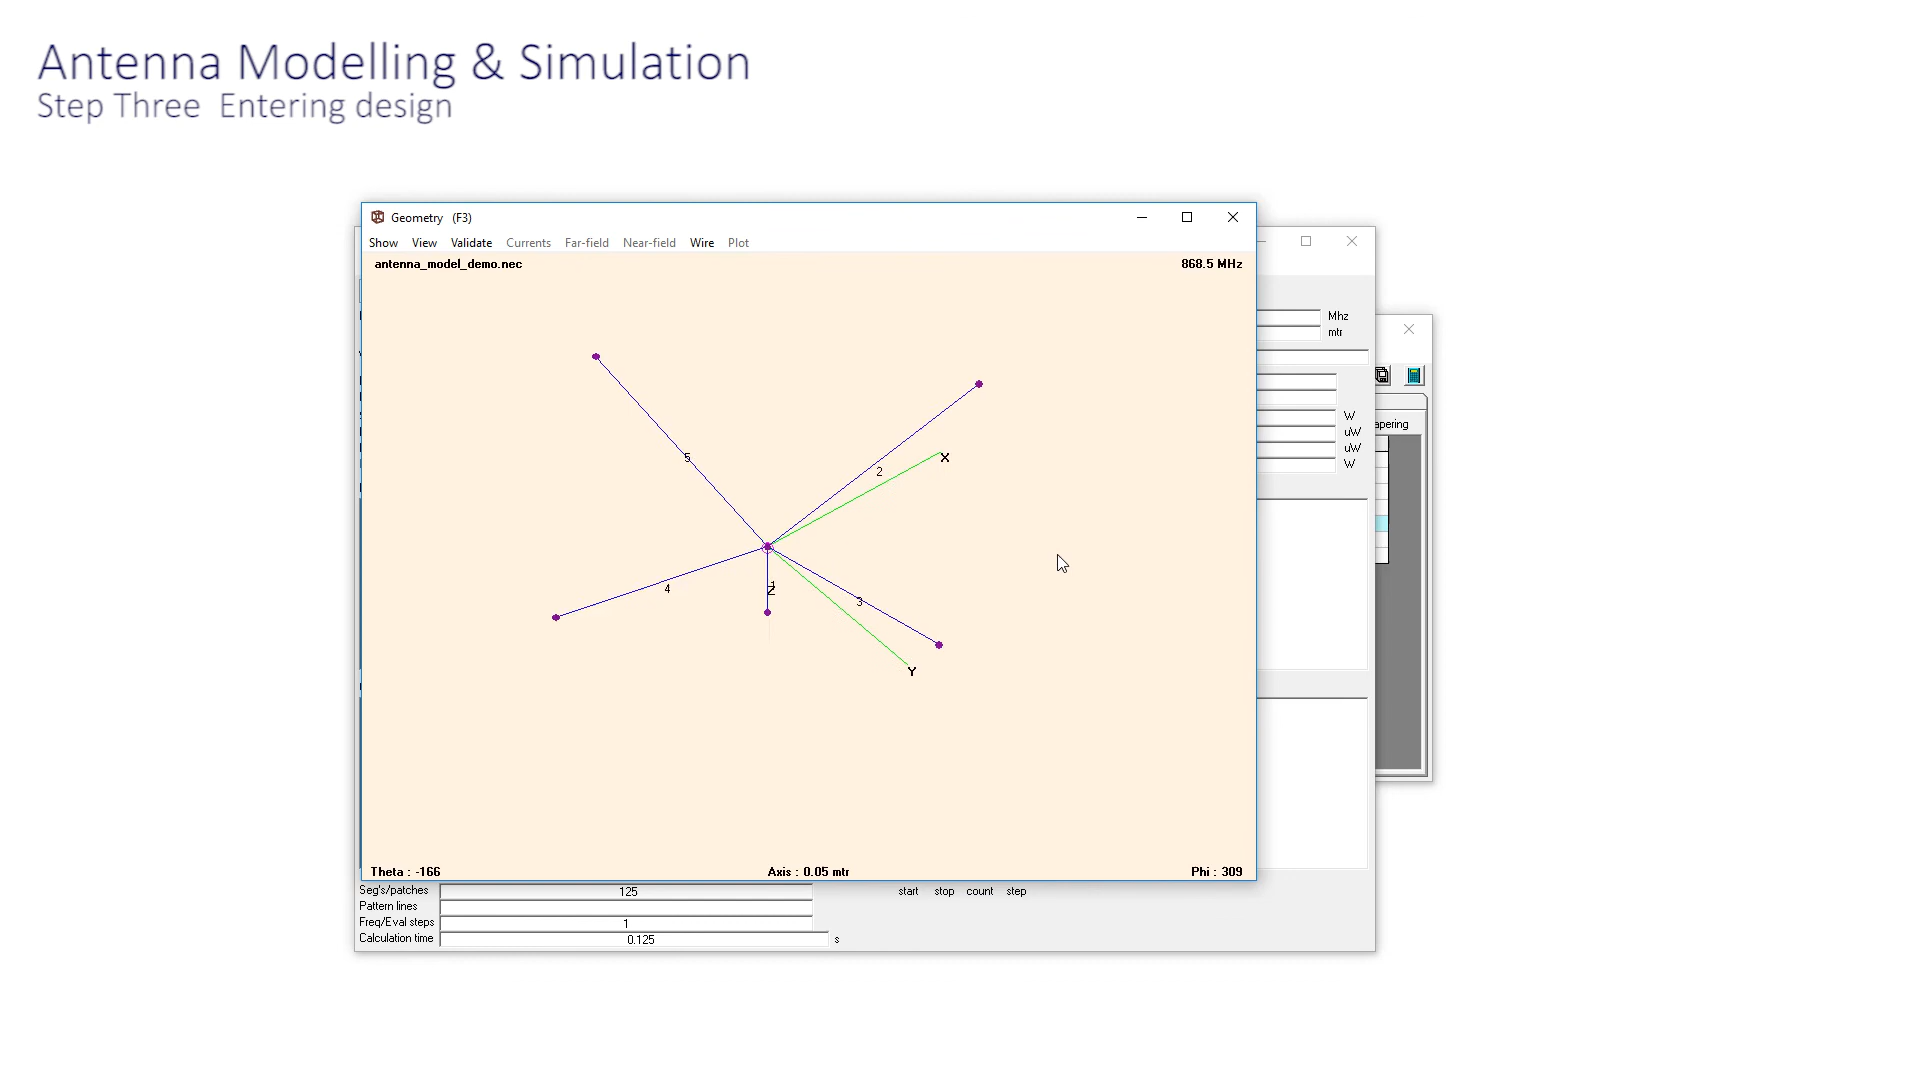 Antenna Modelling & Simulation
Step Three Entering design
Geometry (F3)
Show View Validate Currents Far-field Near-field Wire Plot
antenna_model_demo.nec 868.5 MHz
Mhz
mtr
W
uW
uW
W
apering
5
2
X
4
1
Z
3
Y
Theta : -166 Axis : 0.05 mtr Phi : 309
Seg's/patches 125 start stop count step
Pattern lines
Freq/Eval steps 1
Calculation time 0.125 s